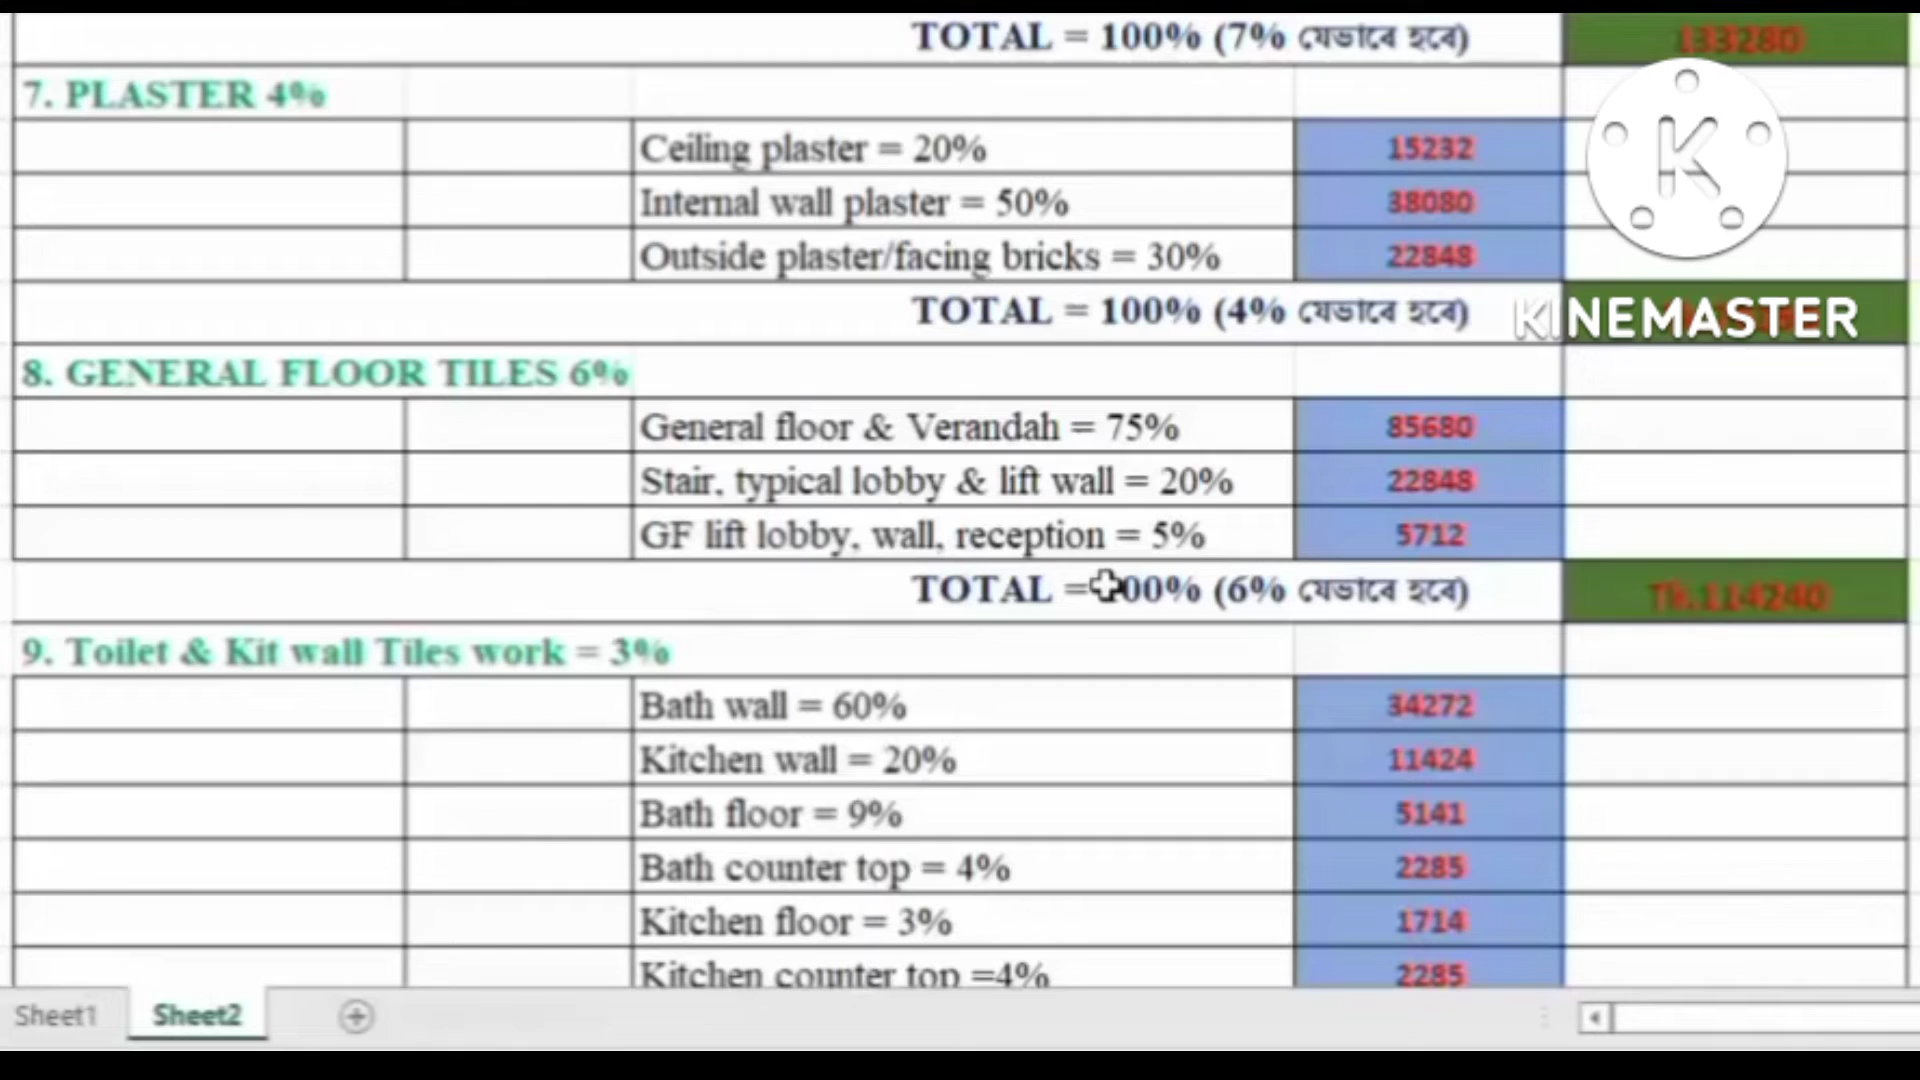 TOTAL = 100% (7% যেভাবে হবে) 133280
7. PLASTER 4%
Ceiling plaster = 20% 15232
Internal wall plaster = 50% 38080
Outside plaster/facing bricks = 30% 22848
TOTAL = 100% (4% যেভাবে হবে)
KINEMASTER
8. GENERAL FLOOR TILES 6%
General floor & Verandah = 75% 85680
Stair, typical lobby & lift wall = 20% 22848
GF lift lobby, wall, reception = 5% 5712
TOTAL = 100% (6% যেভাবে হবে) Tk.114240
9. Toilet & Kit wall Tiles work = 3%
Bath wall = 60% 34272
Kitchen wall = 20% 11424
Bath floor = 9% 5141
Bath counter top = 4% 2285
Kitchen floor = 3% 1714
Kitchen counter top =4% 2285
Sheet1 Sheet2